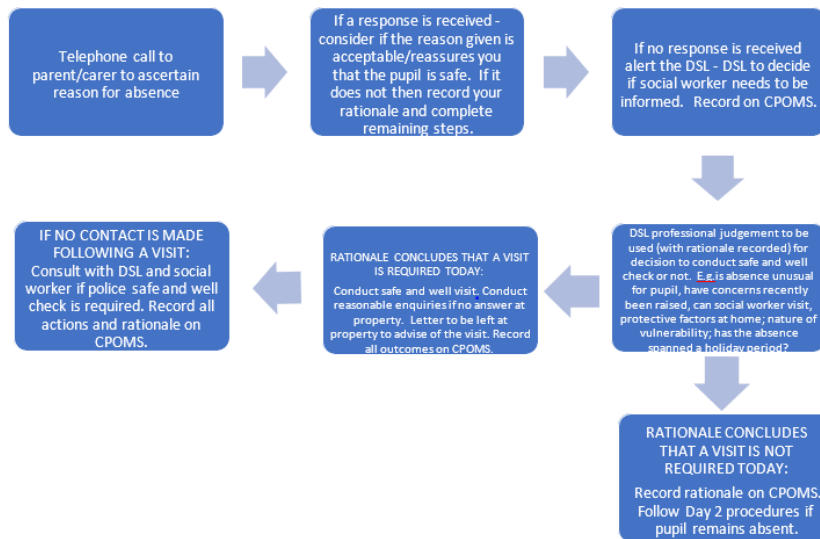 Telephone call to
parent/carer to ascertain
reason for absence
If a response is received -
consider if the reason given is
acceptable/reassures you
that the pupil is safe. If it
does not then record your
rationale and complete
remaining steps.
If no response is received
alert the DSL - DSL to decide
if social worker needs to be
informed. Record on CPOMS.
DSL professional judgement to be
used (with rationale recorded) for
decision to conduct safe and well
check or not. E.g.is absence unusual
for pupil, have concerns recently
been raised, can social worker visit,
protective factors at home; nature of
vulnerability; has the absence
spanned a holiday period?
RATIONALE CONCLUDES THAT A VISIT
IS REQUIRED TODAY:
Conduct safe and well visit. Conduct
reasonable enquiries if no answer at
property. Letter to be left at
property to advise of the visit. Record
all outcomes on CPOMS.
IF NO CONTACT IS MADE
FOLLOWING A VISIT:
Consult with DSL and social
worker if police safe and well
check is required. Record all
actions and rationale on
CPOMS.
RATIONALE CONCLUDES
THAT A VISIT IS NOT
REQUIRED TODAY:
Record rationale on CPOMS.
Follow Day 2 procedures if
pupil remains absent.